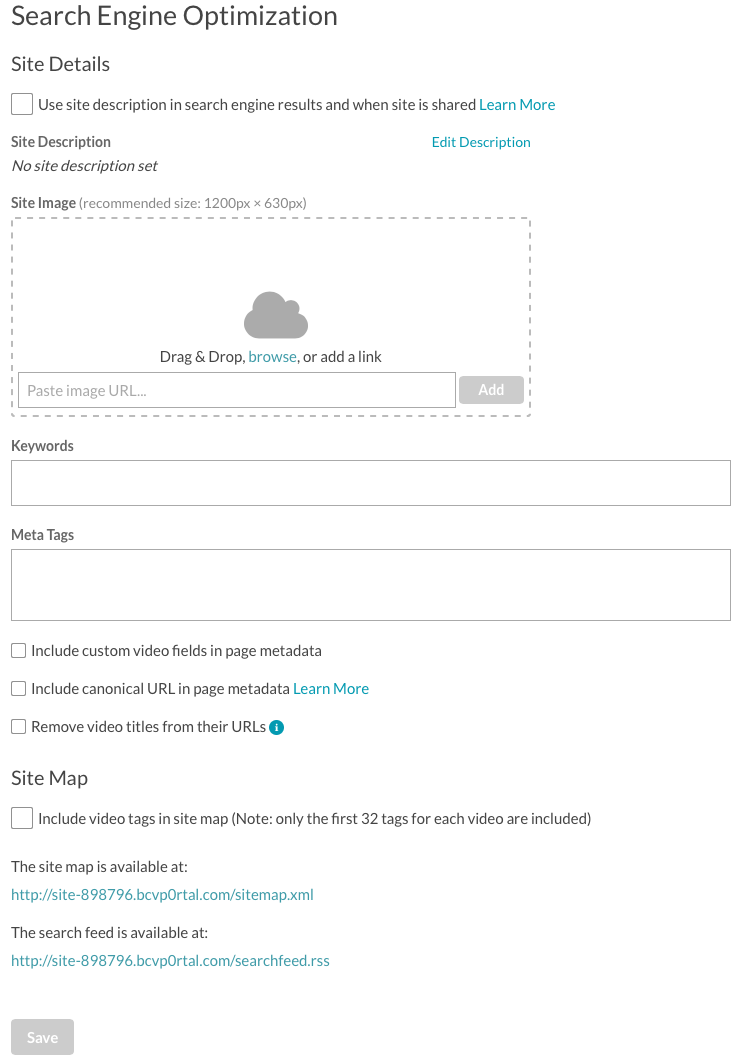 Search Engine Optimization
Site Details
Use site description in search engine results and when site is shared Learn More
Site Description Edit Description
No site description set
Site Image (recommended size: 1200px × 630px)
Drag & Drop, browse, or add a link
Paste image URL... Add
Keywords
Meta Tags
Include custom video fields in page metadata
Include canonical URL in page metadata Learn More
Remove video titles from their URLs i
Site Map
Include video tags in site map (Note: only the first 32 tags for each video are included)
The site map is available at:
http://site-898796.bcvp0rtal.com/sitemap.xml
The search feed is available at:
http://site-898796.bcvp0rtal.com/searchfeed.rss
Save